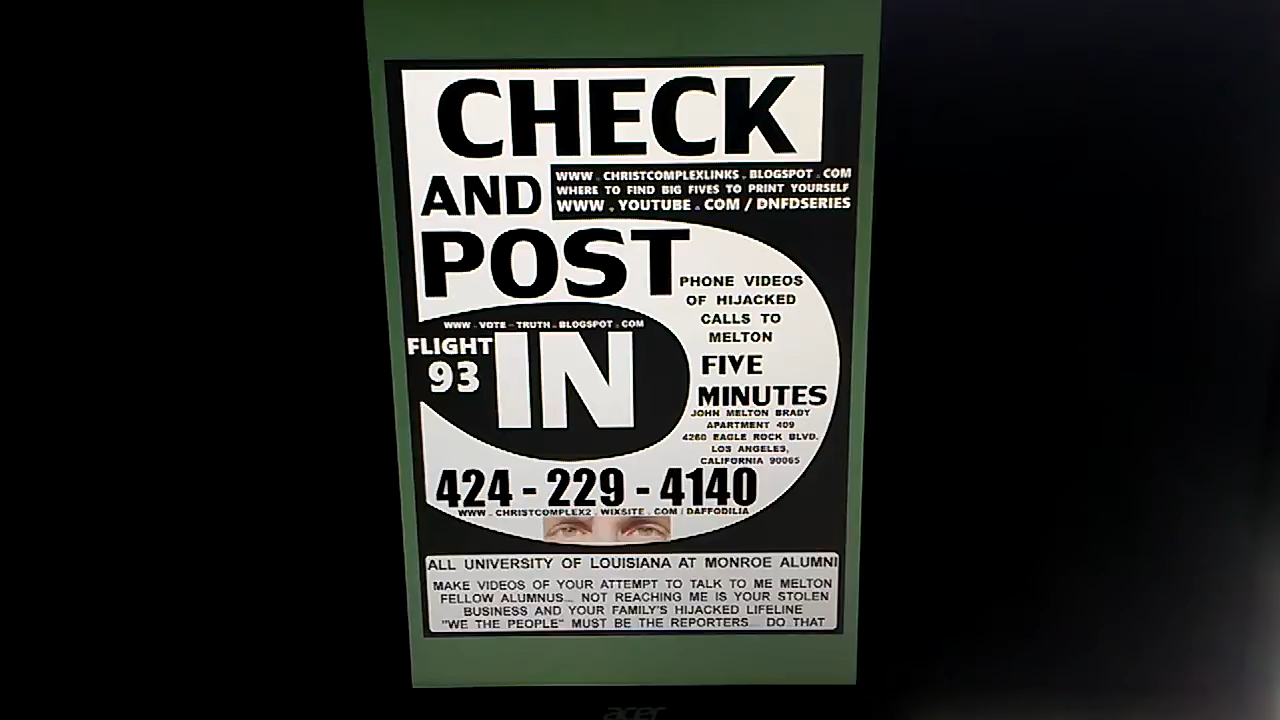 CHECK
AND
WWW . CHRISTCOMPLEXLINKS . BLOGSPOT . COM
WHERE TO FIND BIG FIVES TO PRINT YOURSELF
WWW . YOUTUBE . COM / DNFDSERIES
POST
PHONE VIDEOS
OF HIJACKED
CALLS TO
MELTON
WWW . VOTE - TRUTH . BLOGSPOT . COM
FLIGHT
93
IN
FIVE
MINUTES
JOHN MELTON BRADY
APARTMENT 409
4260 EAGLE ROCK BLVD.
LOS ANGELES,
CALIFORNIA 90065
424 - 229 - 4140
WWW . CHRISTCOMPLEX2 . WIXSITE . COM / DAFFODILIA
ALL UNIVERSITY OF LOUISIANA AT MONROE ALUMNI
MAKE VIDEOS OF YOUR ATTEMPT TO TALK TO ME MELTON
FELLOW ALUMNUS... NOT REACHING ME IS YOUR STOLEN
BUSINESS AND YOUR FAMILY'S HIJACKED LIFELINE
"WE THE PEOPLE" MUST BE THE REPORTERS... DO THAT
acer